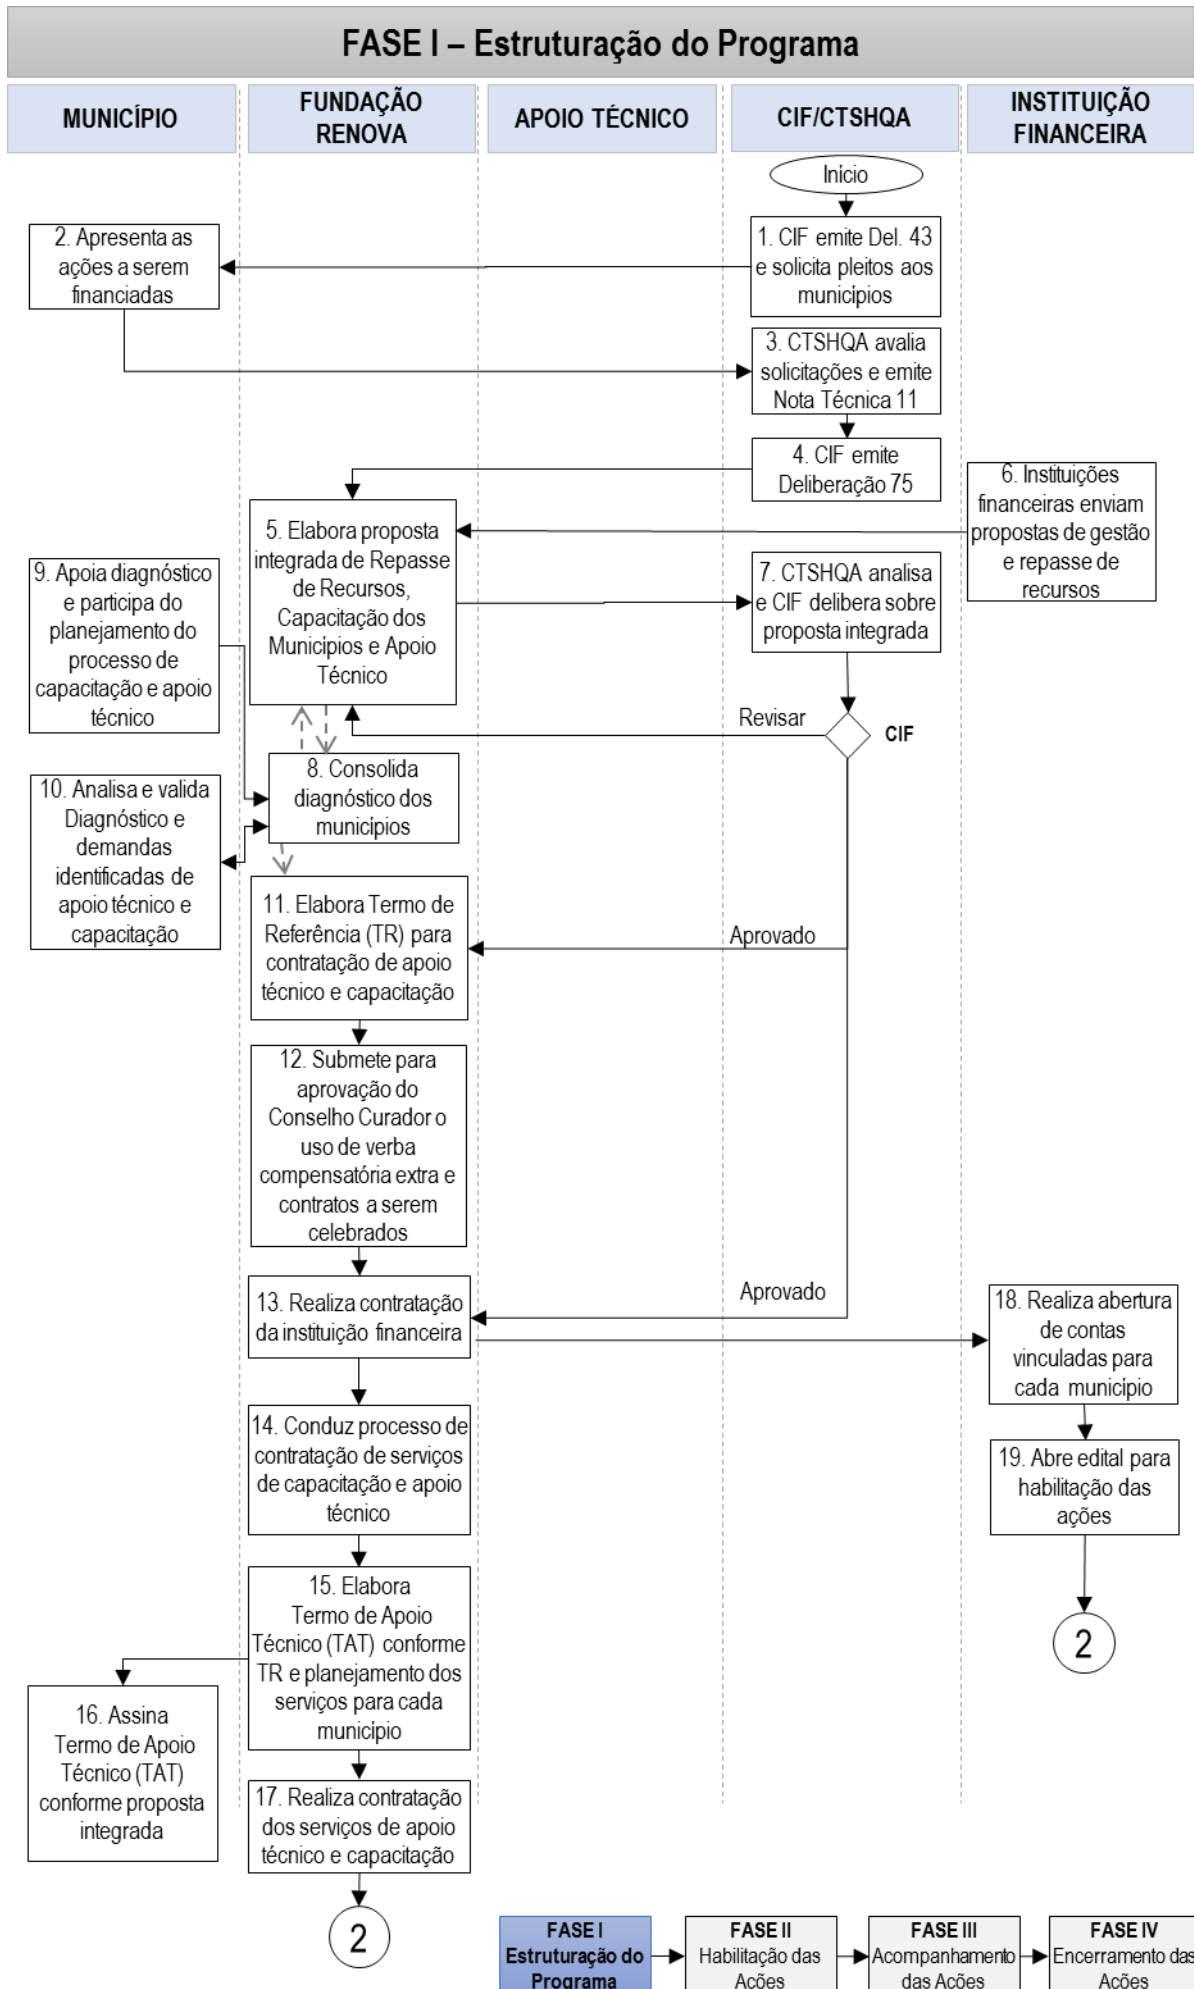 FASE I – Estruturação do Programa
MUNICÍPIO
FUNDAÇÃO
RENOVA
APOIO TÉCNICO
CIF/CTSHQA
INSTITUIÇÃO
FINANCEIRA
Início
1. CIF emite Del. 43
e solicita pleitos aos
municípios
2. Apresenta as
ações a serem
financiadas
3. CTSHQA avalia
solicitações e emite
Nota Técnica 11
4. CIF emite
Deliberação 75
5. Elabora proposta
integrada de Repasse
de Recursos,
Capacitação dos
Municípios e Apoio
Técnico
6. Instituições
financeiras enviam
propostas de gestão
e repasse de
recursos
7. CTSHQA analisa
e CIF delibera sobre
proposta integrada
9. Apoia diagnóstico
e participa do
planejamento do
processo de
capacitação e apoio
técnico
Revisar
CIF
8. Consolida
diagnóstico dos
municípios
10. Analisa e valida
Diagnóstico e
demandas
identificadas de
apoio técnico e
capacitação
11. Elabora Termo de
Referência (TR) para
contratação de apoio
técnico e capacitação
Aprovado
12. Submete para
aprovação do
Conselho Curador o
uso de verba
compensatória extra e
contratos a serem
celebrados
13. Realiza contratação
da instituição financeira
Aprovado
18. Realiza abertura
de contas
vinculadas para
cada município
14. Conduz processo de
contratação de serviços
de capacitação e apoio
técnico
19. Abre edital para
habilitação das
ações
15. Elabora
Termo de Apoio
Técnico (TAT) conforme
TR e planejamento dos
serviços para cada
município
2
16. Assina
Termo de Apoio
Técnico (TAT)
conforme proposta
integrada
17. Realiza contratação
dos serviços de apoio
técnico e capacitação
2
FASE I
Estruturação do
Programa
FASE II
Habilitação das
Ações
FASE III
Acompanhamento
das Ações
FASE IV
Encerramento das
Ações